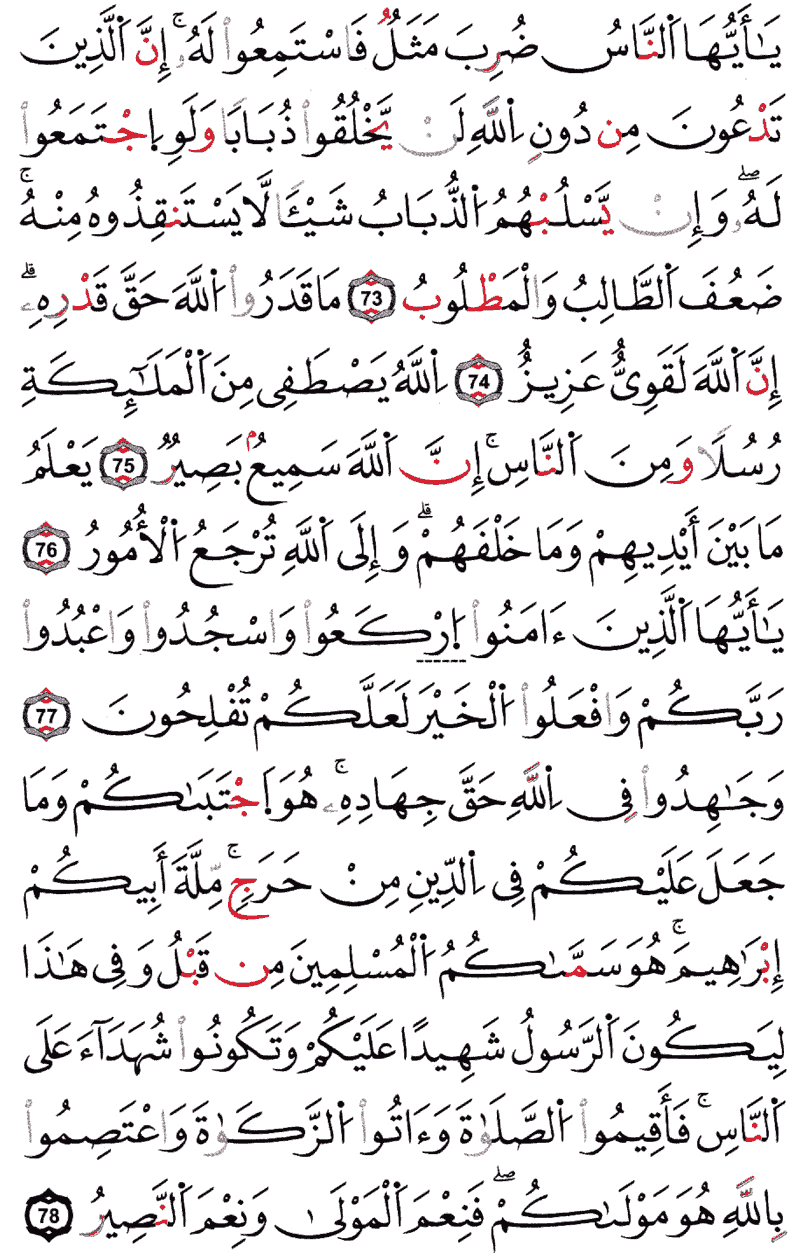 يَـٰٓأَيُّهَا ٱلنَّاسُ ضُرِبَ مَثَلٌ فَٱسْتَمِعُوا۟ لَهُۥٓ ۚ إِنَّ ٱلَّذِينَ
تَدْعُونَ مِن دُونِ ٱللَّهِ لَن يَخْلُقُوا۟ ذُبَابًا وَلَوِ ٱجْتَمَعُوا۟
لَهُۥ ۖ وَإِن يَسْلُبْهُمُ ٱلذُّبَابُ شَيْـًٔا لَّا يَسْتَنقِذُوهُ مِنْهُ ۚ
ضَعُفَ ٱلطَّالِبُ وَٱلْمَطْلُوبُ 73 مَا قَدَرُوا۟ ٱللَّهَ حَقَّ قَدْرِهِۦٓ ۗ
إِنَّ ٱللَّهَ لَقَوِىٌّ عَزِيزٌ 74 ٱللَّهُ يَصْطَفِى مِنَ ٱلْمَلَـٰٓئِكَةِ
رُسُلًا وَمِنَ ٱلنَّاسِ ۚ إِنَّ ٱللَّهَ سَمِيعٌۢ بَصِيرٌ 75 يَعْلَمُ
مَا بَيْنَ أَيْدِيهِمْ وَمَا خَلْفَهُمْ ۗ وَإِلَى ٱللَّهِ تُرْجَعُ ٱلْأُمُورُ 76
يَـٰٓأَيُّهَا ٱلَّذِينَ ءَامَنُوا۟ ٱرْكَعُوا۟ وَٱسْجُدُوا۟ وَٱعْبُدُوا۟
رَبَّكُمْ وَٱفْعَلُوا۟ ٱلْخَيْرَ لَعَلَّكُمْ تُفْلِحُونَ 77
وَجَـٰهِدُوا۟ فِى ٱللَّهِ حَقَّ جِهَادِهِۦ ۚ هُوَ ٱجْتَبَىٰكُمْ وَمَا
جَعَلَ عَلَيْكُمْ فِى ٱلدِّينِ مِنْ حَرَجٍ ۚ مِّلَّةَ أَبِيكُمْ
إِبْرَٰهِيمَ ۚ هُوَ سَمَّىٰكُمُ ٱلْمُسْلِمِينَ مِن قَبْلُ وَفِى هَـٰذَا
لِيَكُونَ ٱلرَّسُولُ شَهِيدًا عَلَيْكُمْ وَتَكُونُوا۟ شُهَدَآءَ عَلَى
ٱلنَّاسِ ۚ فَأَقِيمُوا۟ ٱلصَّلَوٰةَ وَءَاتُوا۟ ٱلزَّكَوٰةَ وَٱعْتَصِمُوا۟
بِٱللَّهِ هُوَ مَوْلَىٰكُمْ ۖ فَنِعْمَ ٱلْمَوْلَىٰ وَنِعْمَ ٱلنَّصِيرُ 78